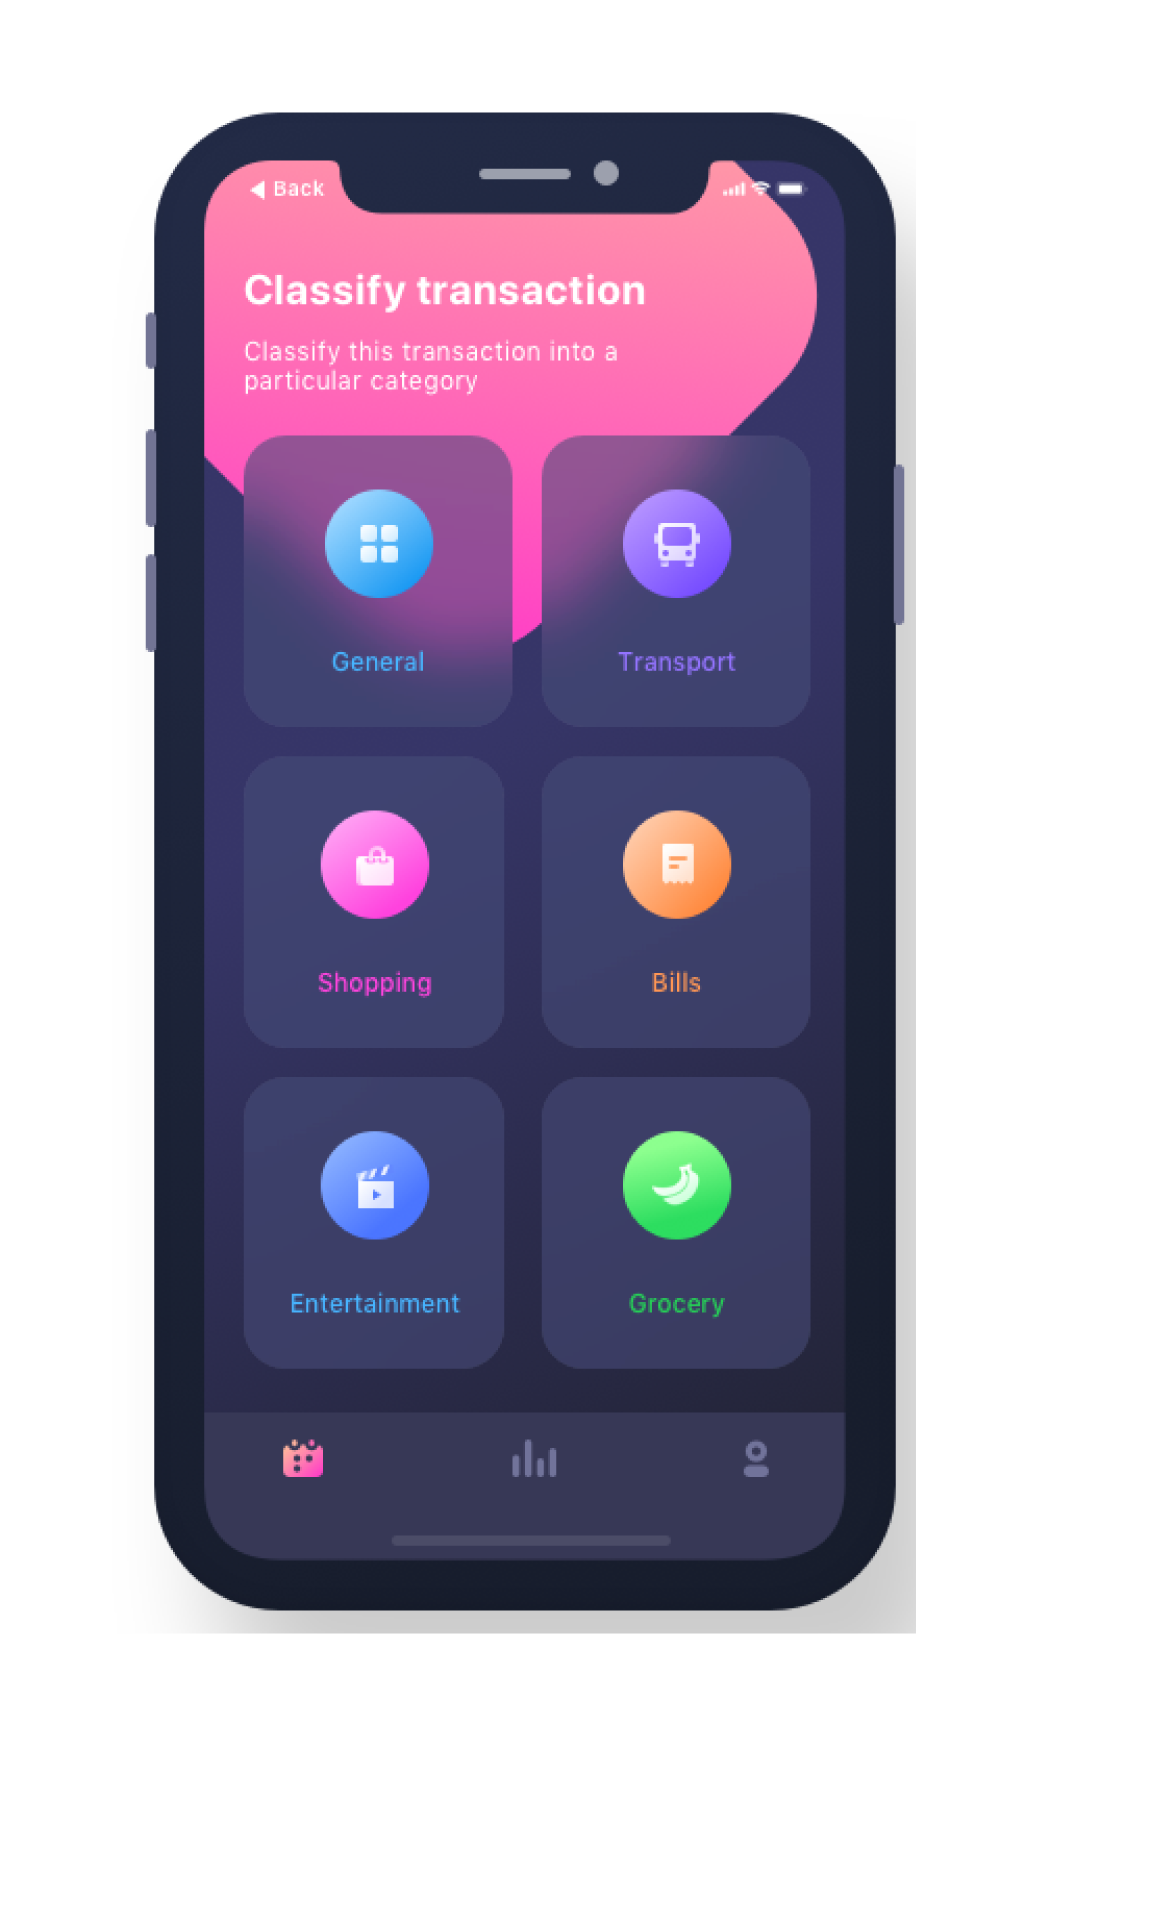 Back
Classify transaction
Classify this transaction into a
particular category
General
Transport
Shopping
Bills
Entertainment
Grocery